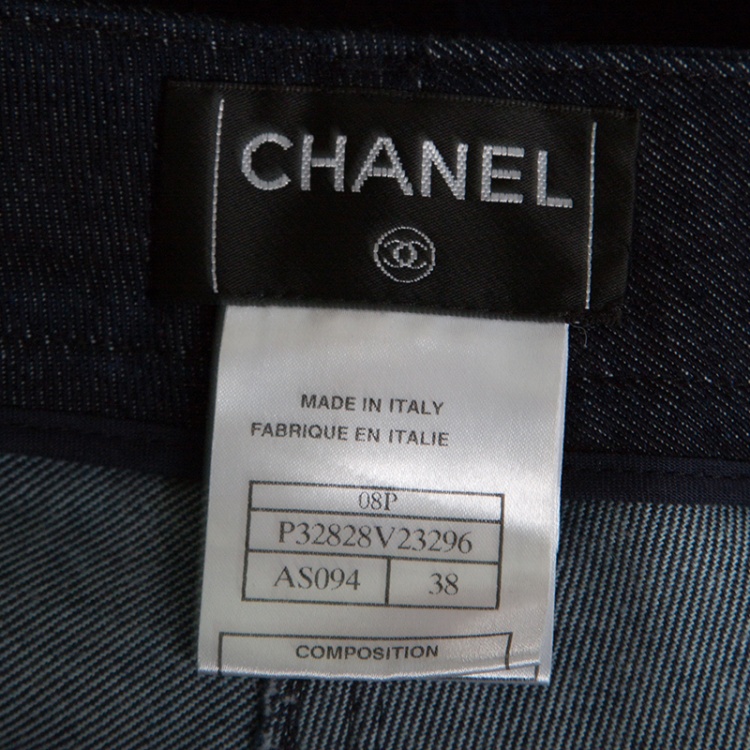 CHANEL
MADE IN ITALY
FABRIQUE EN ITALIE
08P
P32828V23296
AS094 38
COMPOSITION